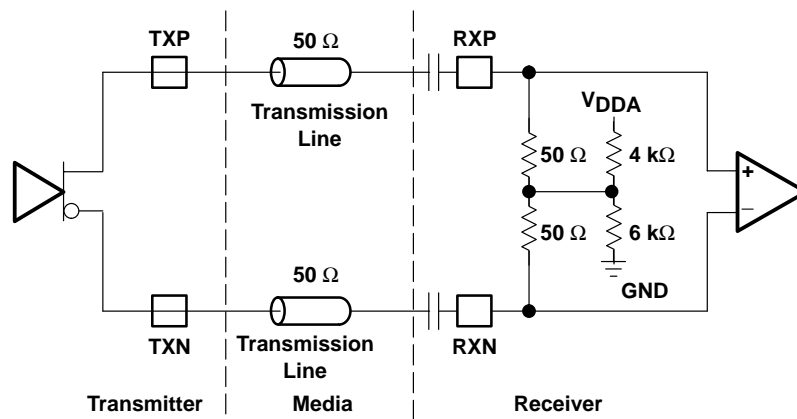 TXP
50 Ω
RXP
Transmission
Line
VDDA
50 Ω
4 kΩ
+
−
50 Ω
6 kΩ
GND
50 Ω
TXN
Transmission
Line
RXN
Transmitter
Media
Receiver